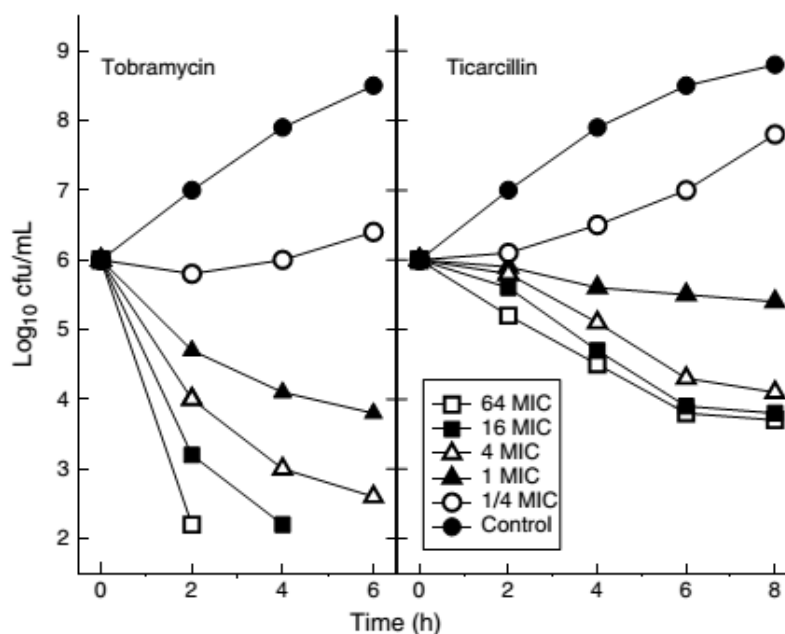 Tobramycin
Ticarcillin
Log10 cfu/mL
9
8
7
6
5
4
3
2
64 MIC
16 MIC
4 MIC
1 MIC
1/4 MIC
Control
0 2 4 6 0 2 4 6 8
Time (h)